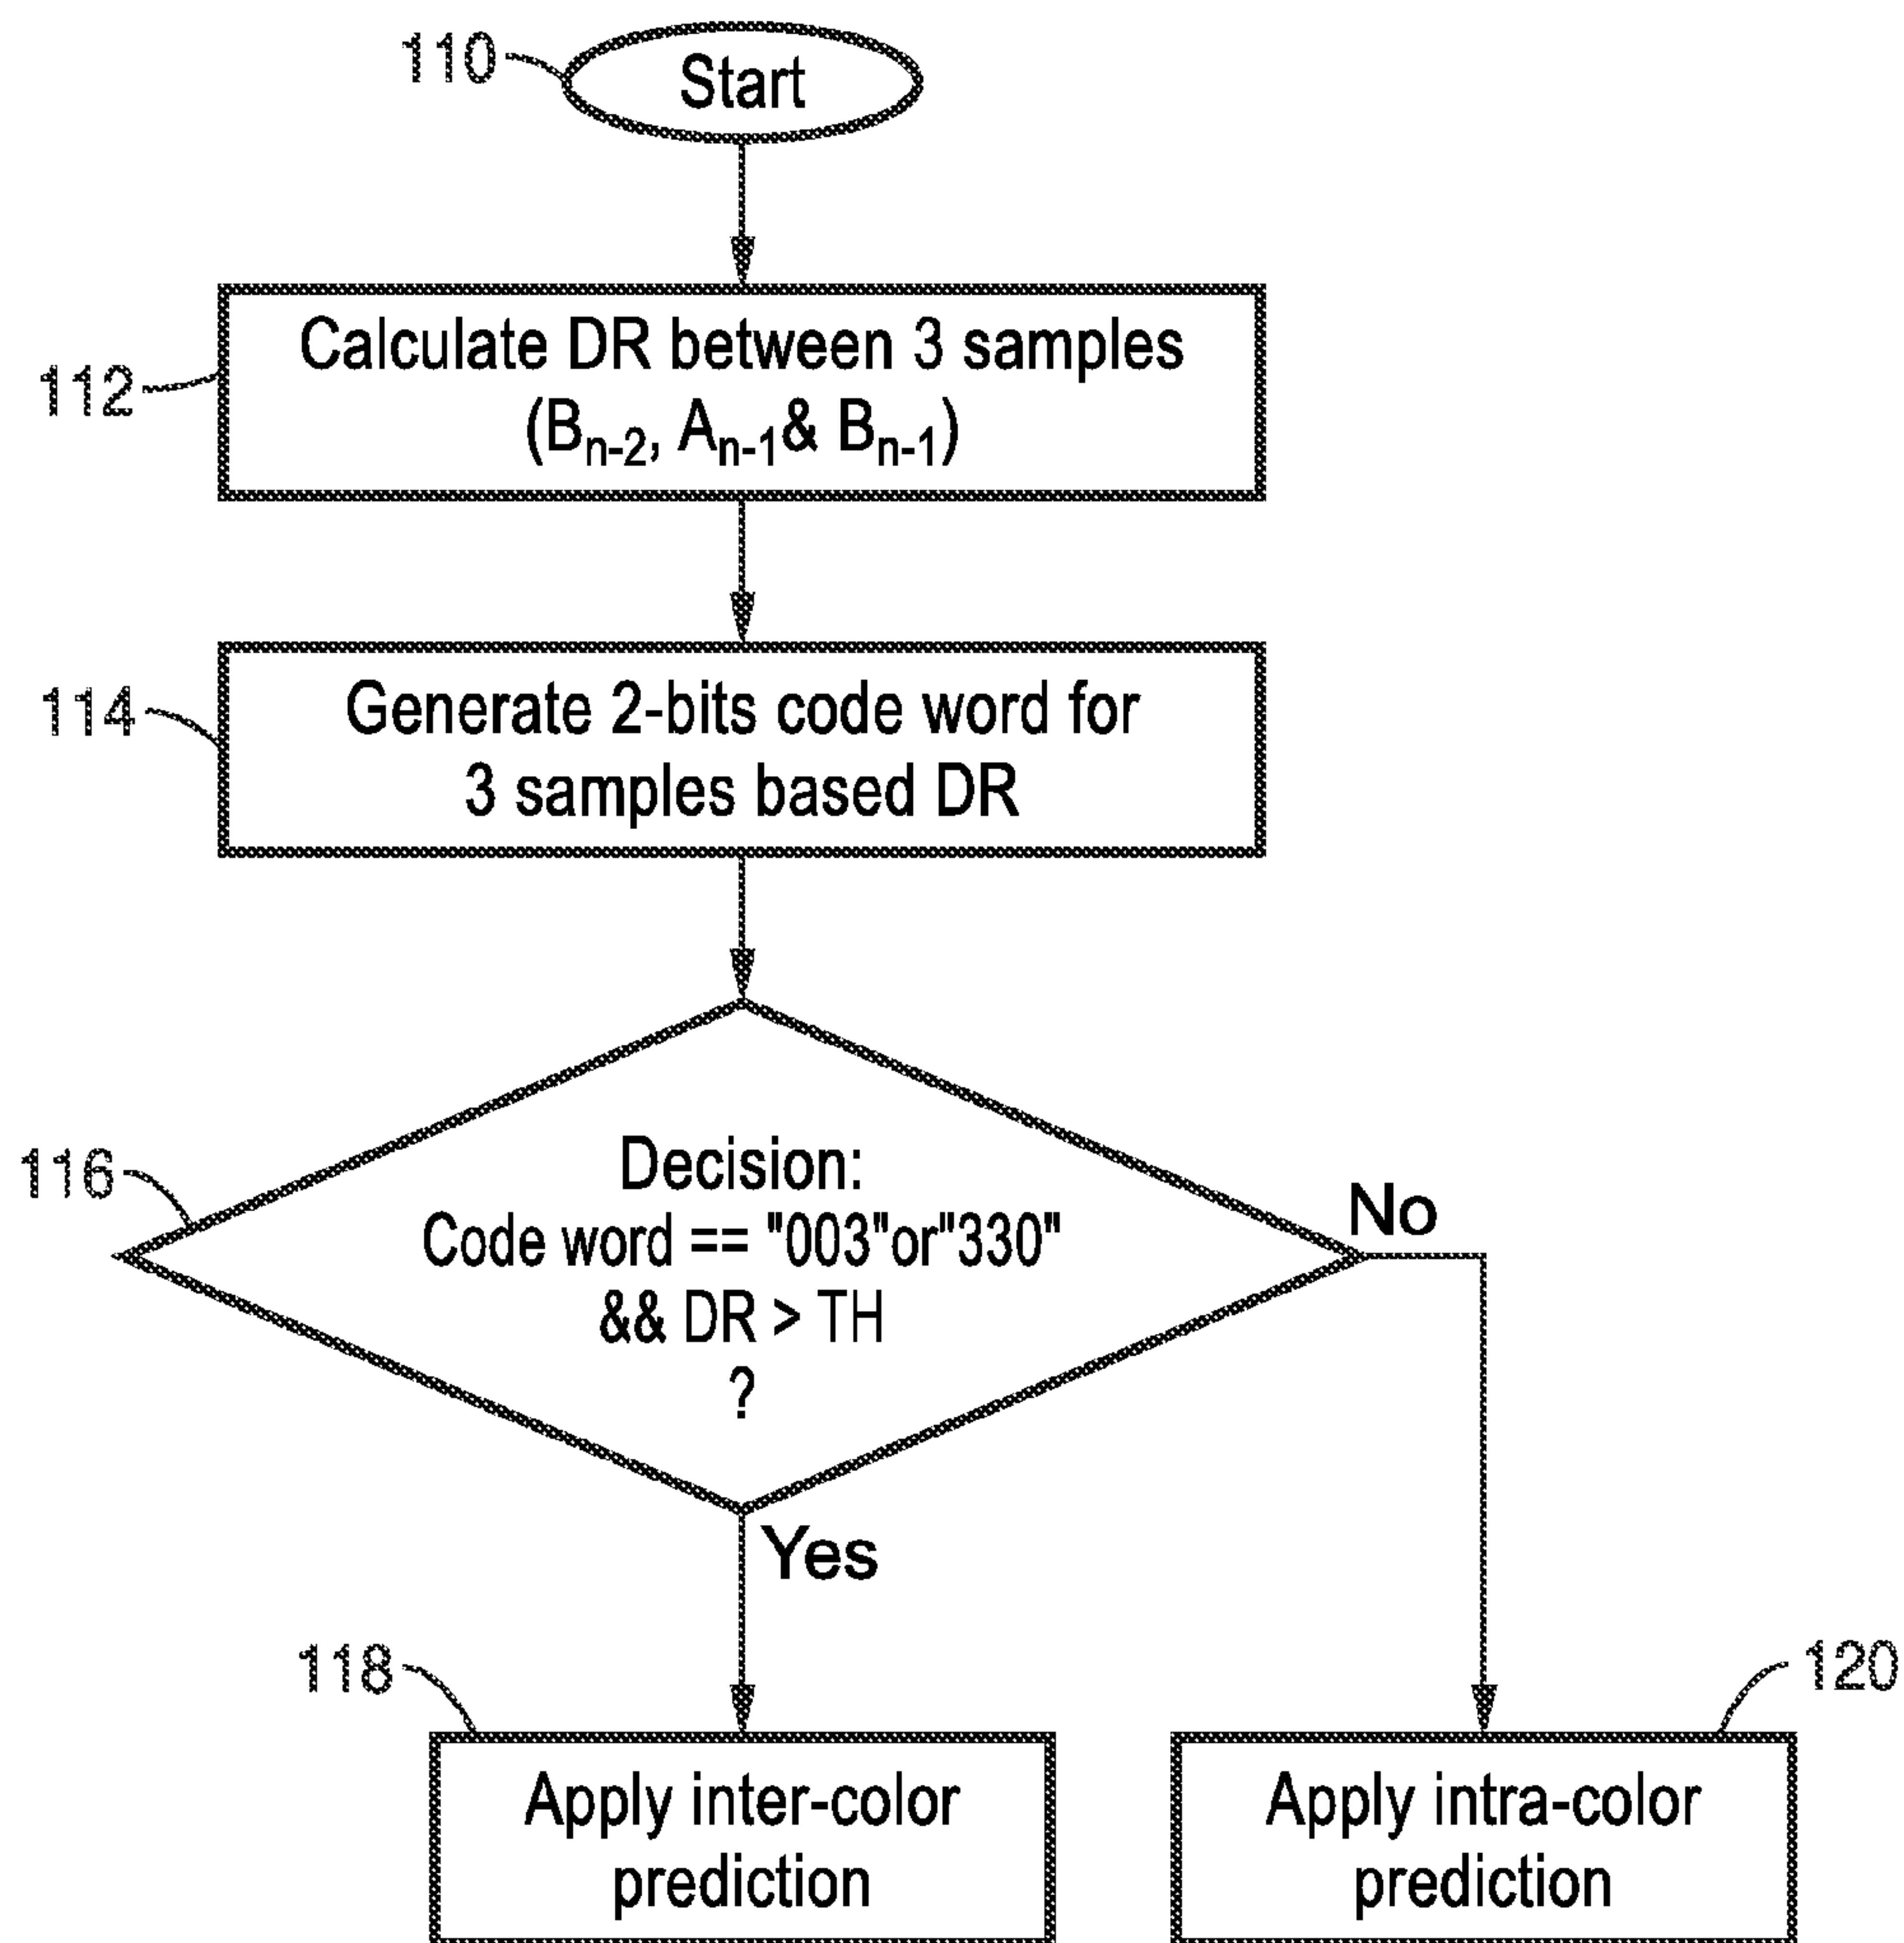 110
Start
112
Calculate DR between 3 samples
(Bn-2, An-1& Bn-1)
114
Generate 2-bits code word for
3 samples based DR
116
Decision:
Code word == "003"or"330"
&& DR > TH
?
No
Yes
118
Apply inter-color
prediction
120
Apply intra-color
prediction